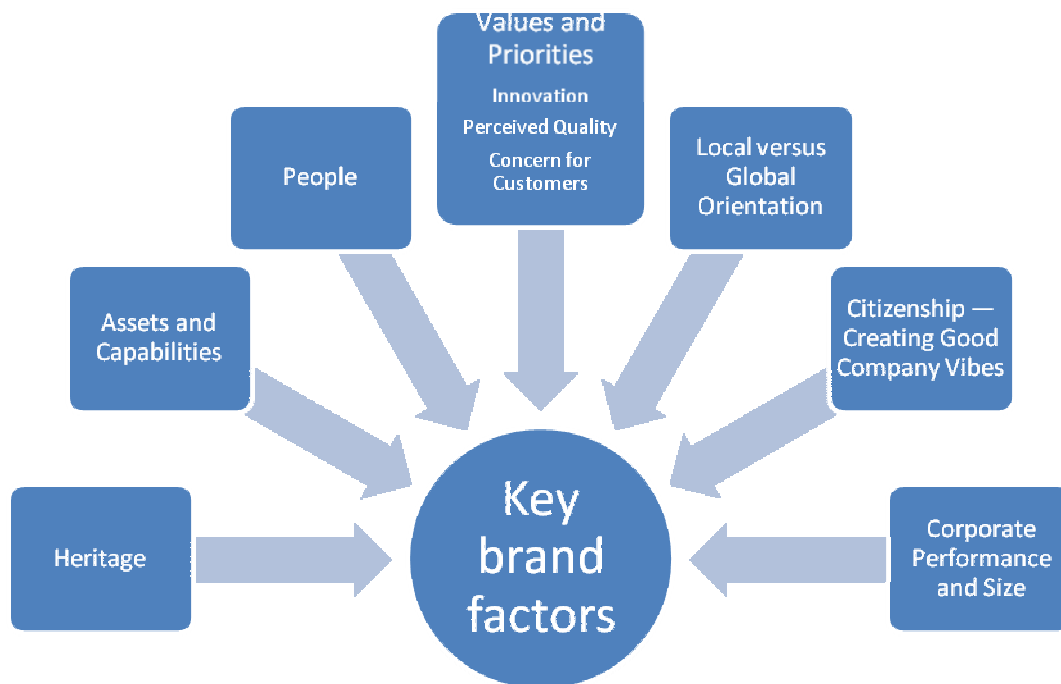 Values and
Priorities
Innovation
Perceived Quality
Concern for
Customers
People
Local versus
Global
Orientation
Assets and
Capabilities
Citizenship —
Creating Good
Company Vibes
Heritage
Key
brand
factors
Corporate
Performance
and Size